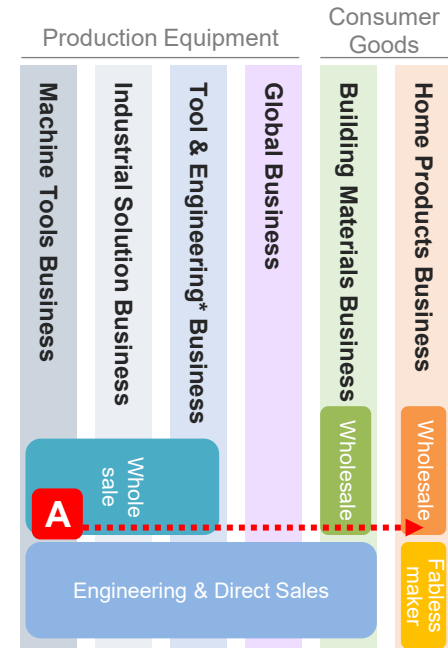 Production Equipment
Consumer
Goods
Machine Tools Business
Industrial Solution Business
Tool & Engineering* Business
Global Business
Building Materials Business
Home Products Business
Whole
sale
Wholesale
Wholesale
A
Engineering & Direct Sales
Fabless
maker